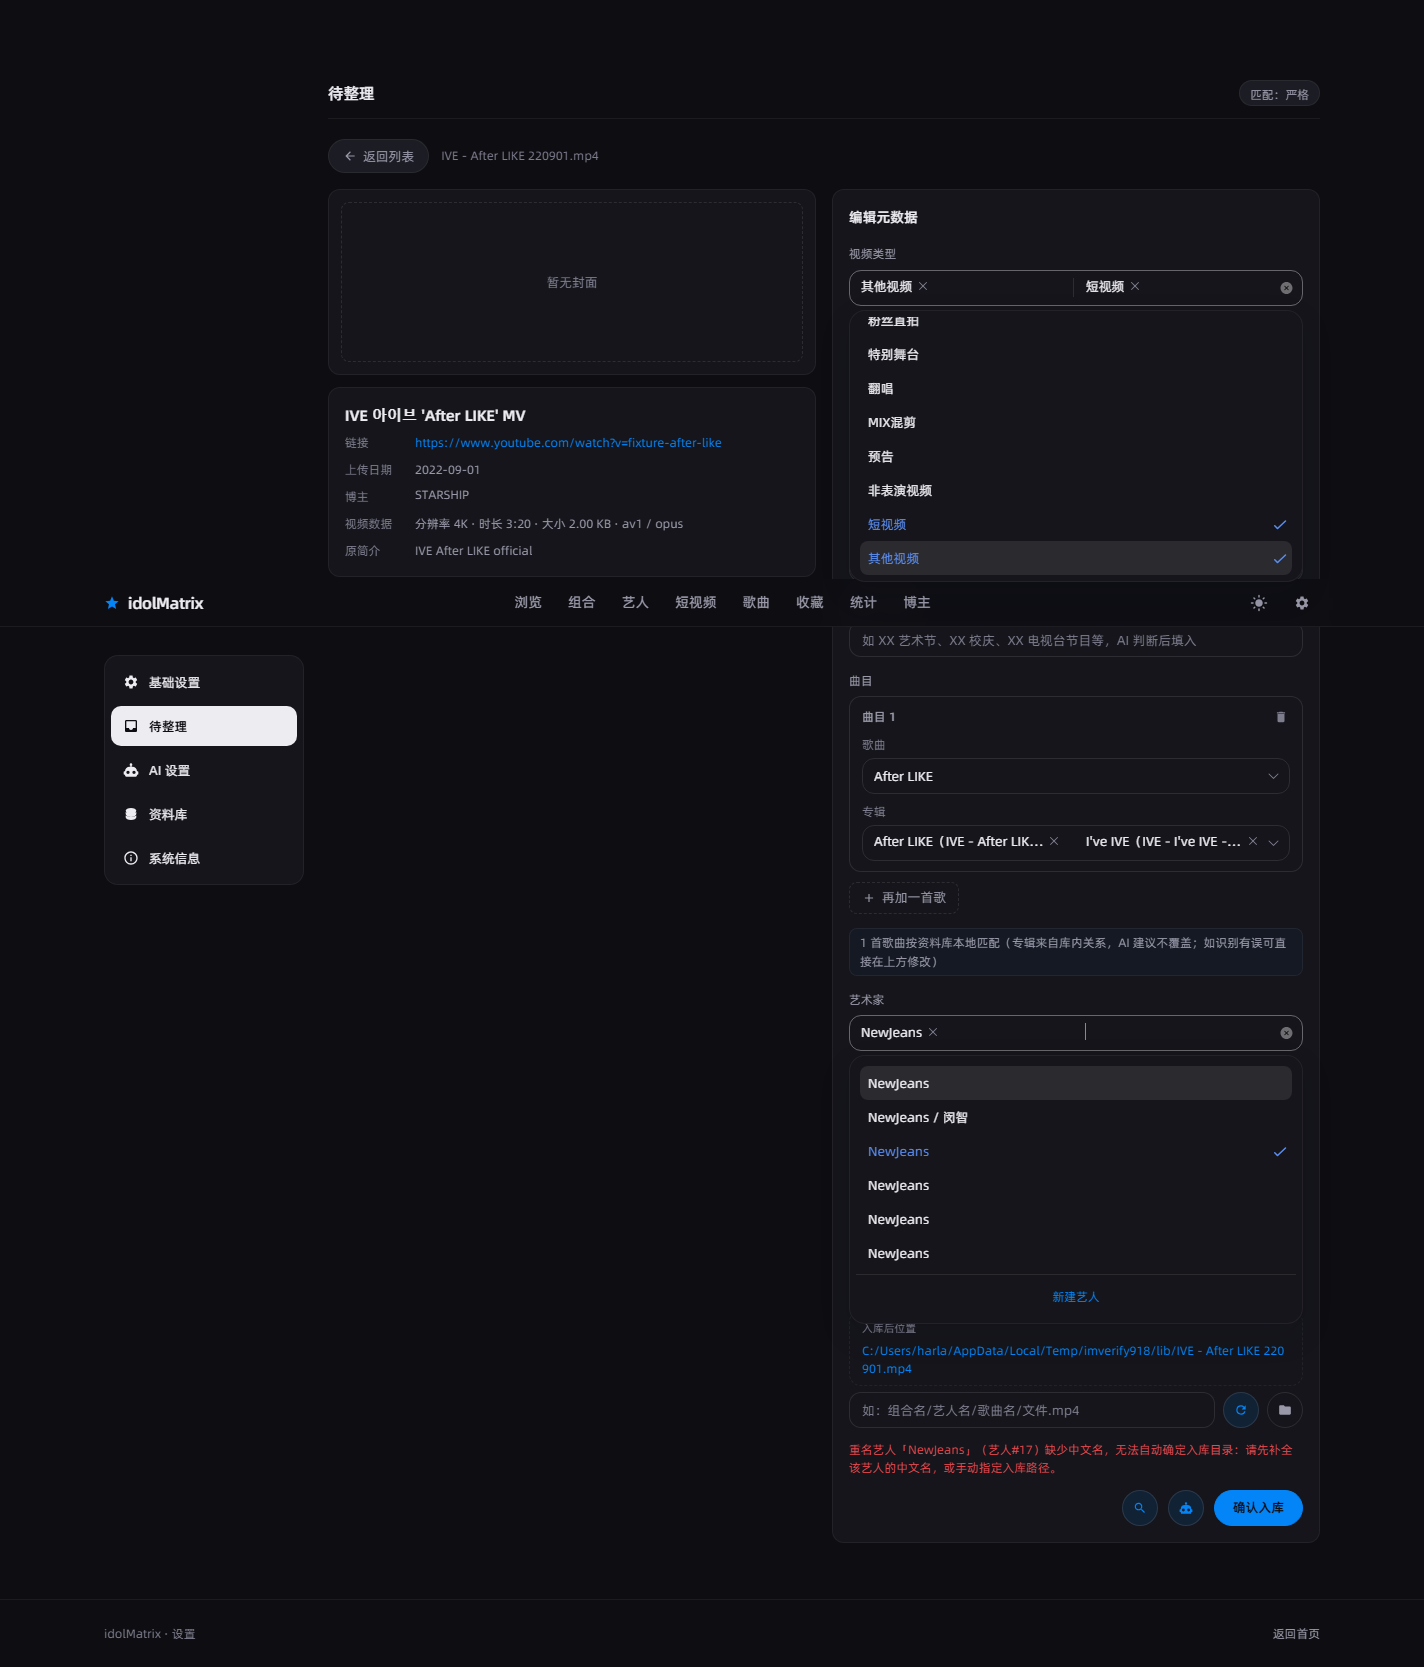 待整理
匹配：严格
返回列表
IVE - After LIKE 220901.mp4
暂无封面
IVE 아이브 'After LIKE' MV
链接 https://www.youtube.com/watch?v=fixture-after-like
上传日期 2022-09-01
博主 STARSHIP
视频数据 分辨率 4K · 时长 3:20 · 大小 2.00 KB · av1 / opus
原简介 IVE After LIKE official
编辑元数据
视频类型
其他视频 短视频
粉丝直拍
特别舞台
翻唱
MIX混剪
预告
非表演视频
短视频
其他视频
idolMatrix
浏览 组合 艺人 短视频 歌曲 收藏 统计 博主
基础设置
待整理
AI 设置
资料库
系统信息
如 XX 艺术节、XX 校庆、XX 电视台节目等，AI 判断后填入
曲目
曲目 1
歌曲
After LIKE
专辑
After LIKE（IVE - After LIK... I've IVE（IVE - I've IVE -...
再加一首歌
1 首歌曲按资料库本地匹配（专辑来自库内关系，AI 建议不覆盖；如识别有误可直
接在上方修改）
艺术家
NewJeans
NewJeans
NewJeans / 闵智
NewJeans
NewJeans
NewJeans
NewJeans
新建艺人
入库后位置
C:/Users/harla/AppData/Local/Temp/imverify918/lib/IVE - After LIKE 220
901.mp4
如：组合名/艺人名/歌曲名/文件.mp4
重名艺人「NewJeans」（艺人#17）缺少中文名，无法自动确定入库目录：请先补全
该艺人的中文名，或手动指定入库路径。
确认入库
idolMatrix · 设置
返回首页